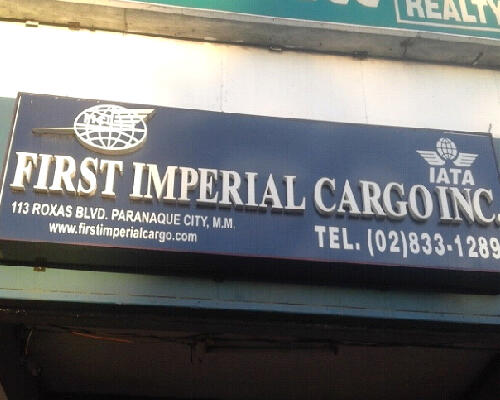 REALTY
IATA
FIRST IMPERIAL CARGO INC.
113 ROXAS BLVD. PARANAQUE CITY, M.M.
www.firstimperialcargo.com
TEL. (02)833-1289